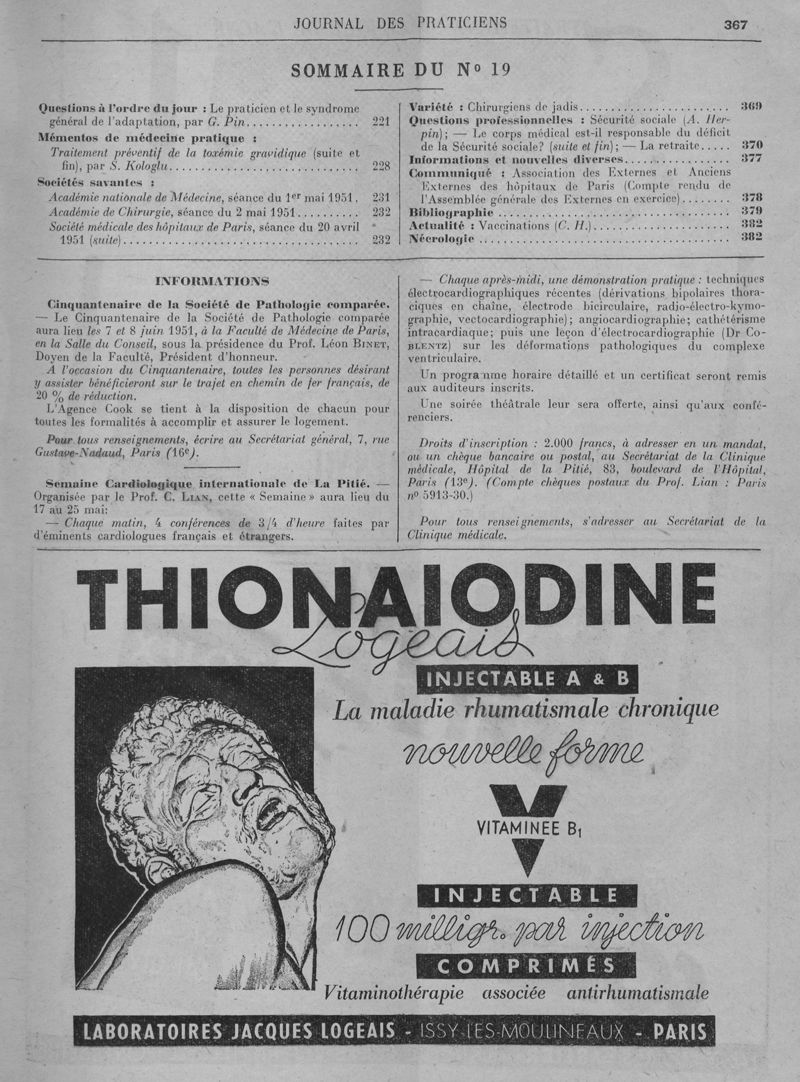 JOURNAL DES PRATICIENS 367
SOMMAIRE DU Nº 19
Questions à l'ordre du jour : Le praticien et le syndrome
général de l'adaptation, par G. Pin.................. 221
Mémentos de médecine pratique :
Traitement préventif de la toxémie gravidique (suite et
fin), par S. Kologlu.............................. 228
Sociétés savantes :
Académie nationale de Médecine, séance du 1er mai 1951. 231
Académie de Chirurgie, séance du 2 mai 1951.......... 232
Société médicale des hôpitaux de Paris, séance du 20 avril
1951 (suite)..................................... 232
Variété : Chirurgiens de jadis........................ 369
Questions professionnelles : Sécurité sociale (A. Her-
pin); — Le corps médical est-il responsable du déficit
de la Sécurité sociale? (suite et fin); — La retraite..... 370
Informations et nouvelles diverses................. 377
Communiqué : Association des Externes et Anciens
Externes des hôpitaux de Paris (Compte rendu de
l'Assemblée générale des Externes en exercice)........ 378
Bibliographie ..................................... 379
Actualité : Vaccinations (C. H.)...................... 382
Nécrologie ........................................ 382
INFORMATIONS
Cinquantenaire de la Société de Pathologie comparée.
— Le Cinquantenaire de la Société de Pathologie comparée
aura lieu les 7 et 8 juin 1951, à la Faculté de Médecine de Paris,
en la Salle du Conseil, sous la présidence du Prof. Léon BINET,
Doyen de la Faculté, Président d'honneur.
A l'occasion du Cinquantenaire, toutes les personnes désirant
y assister bénéficieront sur le trajet en chemin de fer français, de
20 % de réduction.
L'Agence Cook se tient à la disposition de chacun pour
toutes les formalités à accomplir et assurer le logement.
Pour tous renseignements, écrire au Secrétariat général, 7, rue
Gustave-Nadaud, Paris (16e).
Semaine Cardiologique internationale de La Pitié. —
Organisée par le Prof. C. LIAN, cette « Semaine » aura lieu du
17 au 25 mai:
— Chaque matin, 4 conférences de 3/4 d'heure faites par
d'éminents cardiologues français et étrangers.
— Chaque après-midi, une démonstration pratique : techniques
électrocardiographiques récentes (dérivations bipolaires thora-
ciques en chaîne, électrode bicirculaire, radio-électro-kymo-
graphie, vectocardiographie); angiocardiographie; cathétérisme
intracardiaque; puis une leçon d'électrocardiographie (Dr Co-
BLENTZ) sur les déformations pathologiques du complexe
ventriculaire.
Un programme horaire détaillé et un certificat seront remis
aux auditeurs inscrits.
Une soirée théâtrale leur sera offerte, ainsi qu'aux confé-
renciers.
Droits d'inscription : 2.000 francs, à adresser en un mandat,
ou un chèque bancaire ou postal, au Secrétariat de la Clinique
médicale, Hôpital de la Pitié, 83, boulevard de l'Hôpital,
Paris (13e). (Compte chèques postaux du Prof. Lian : Paris
nº 5913-30.)
Pour tous renseignements, s'adresser au Secrétariat de la
Clinique médicale.
THIONAIODINE
Logeais
INJECTABLE A & B
La maladie rhumatismale chronique
nouvelle forme
VITAMINEE B1
INJECTABLE
100 milligr. par injection
COMPRIMÉS
Vitaminothérapie associée antirhumatismale
LABORATOIRES JACQUES LOGEAIS - ISSY-LES-MOULINEAUX - PARIS